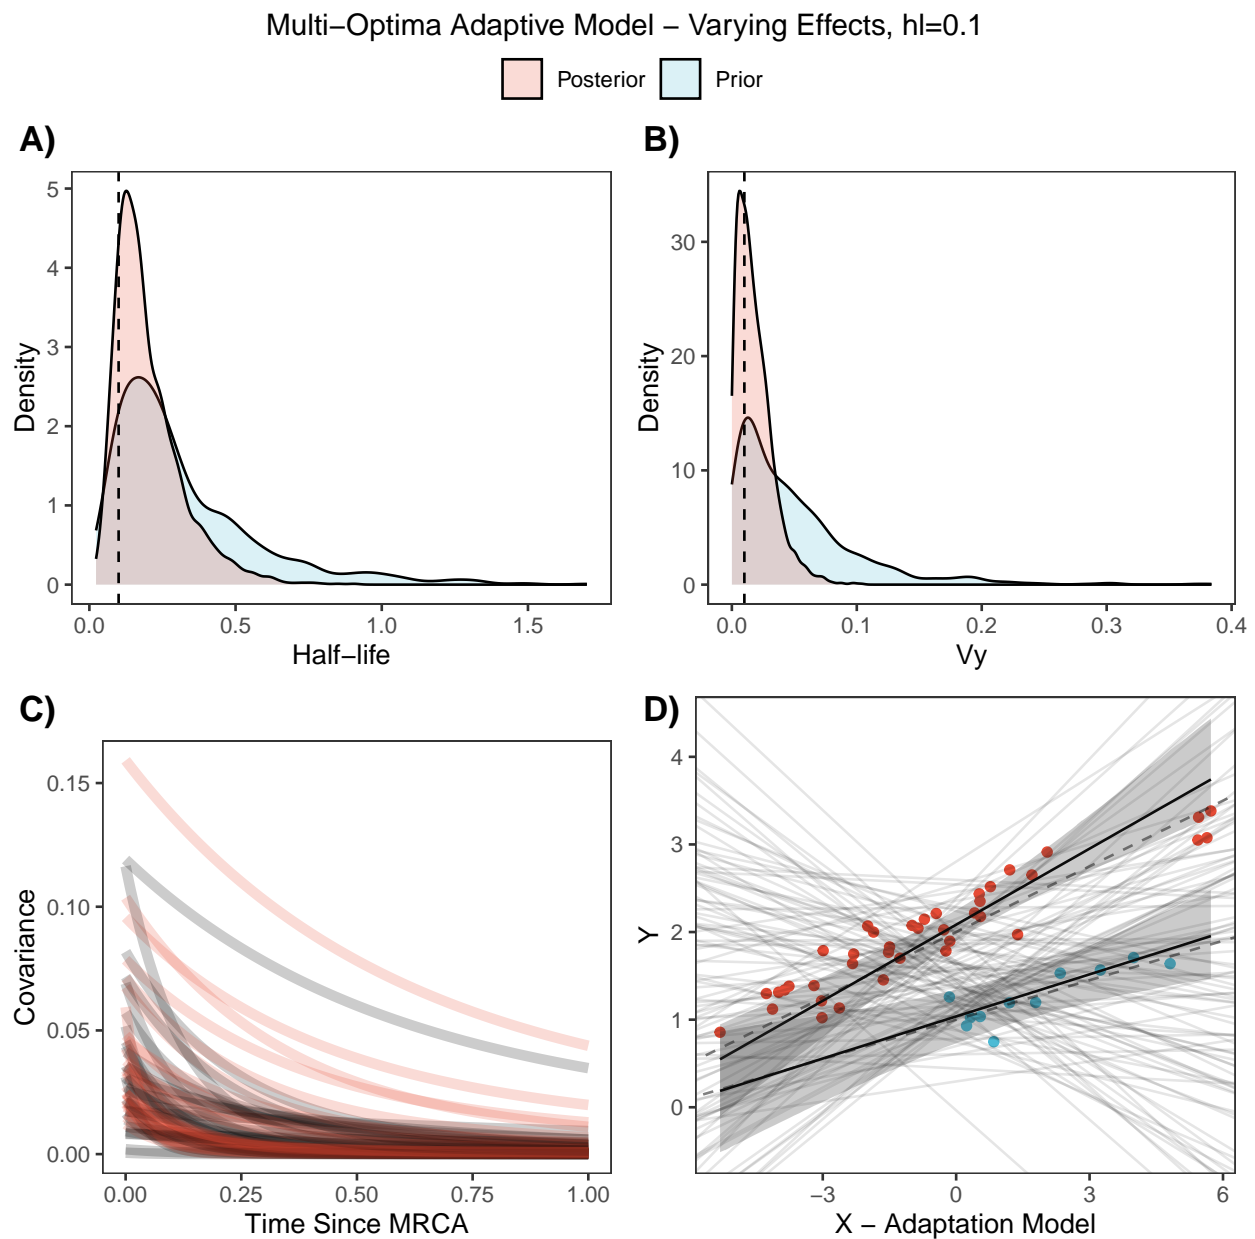 Multi−Optima Adaptive Model − Varying Effects, hl=0.1
Posterior
Prior
A)
5
4
3
2
1
0
Density
0.0
0.5
1.0
1.5
Half−life
B)
30
20
10
0
Density
0.0
0.1
0.2
0.3
0.4
Vy
C)
0.15
0.10
0.05
0.00
Covariance
0.00
0.25
0.50
0.75
1.00
Time Since MRCA
D)
4
3
2
1
0
Y
−3
0
3
6
X − Adaptation Model